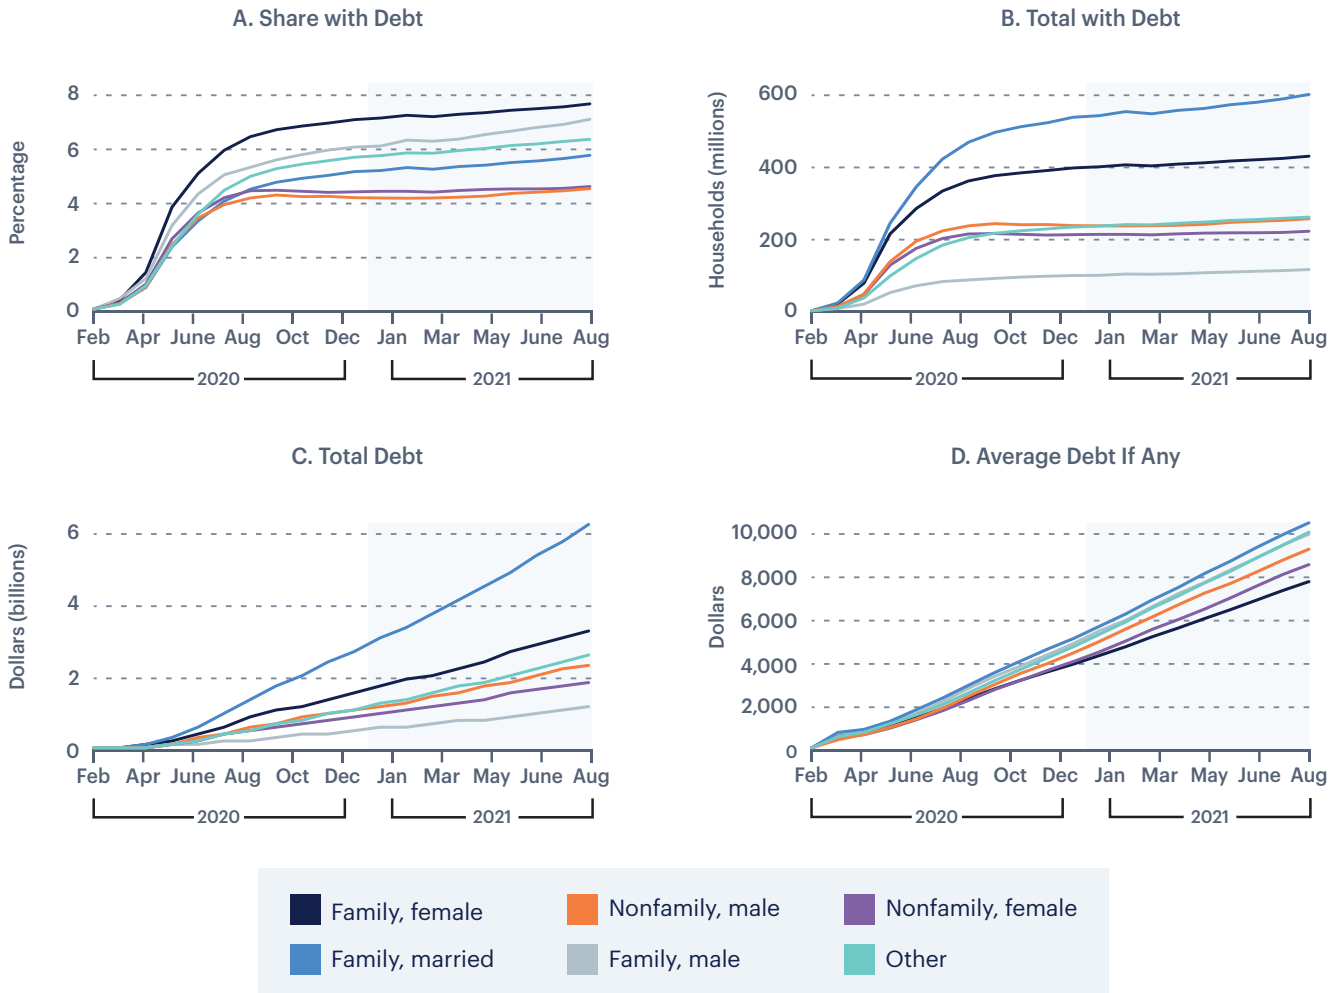 A. Share with Debt
B. Total with Debt
Percentage
8
6
4
2
0
Feb Apr June Aug Oct Dec Jan Mar May June Aug
2020 2021
Households (millions)
600
400
200
0
Feb Apr June Aug Oct Dec Jan Mar May June Aug
2020 2021
C. Total Debt
D. Average Debt If Any
Dollars (billions)
6
4
2
0
Feb Apr June Aug Oct Dec Jan Mar May June Aug
2020 2021
Dollars
10,000
8,000
6,000
4,000
2,000
0
Feb Apr June Aug Oct Dec Jan Mar May June Aug
2020 2021
Family, female Nonfamily, male Nonfamily, female
Family, married Family, male Other